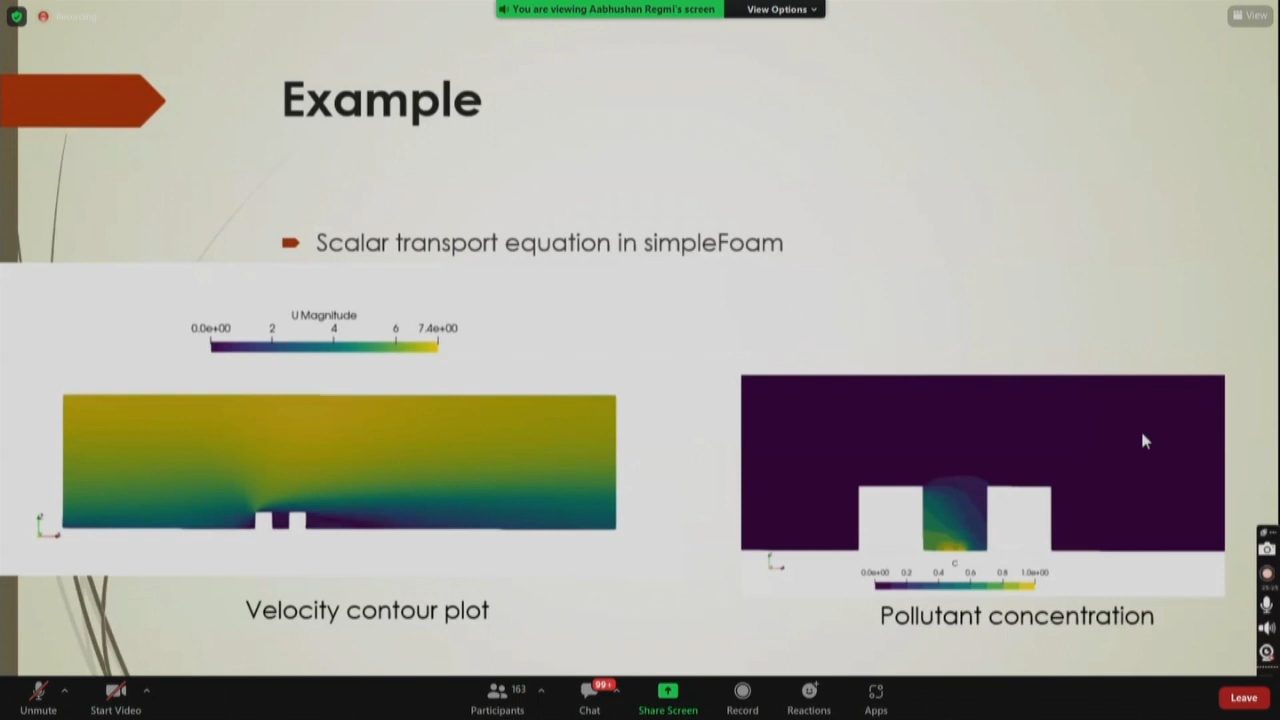 Recording
You are viewing Aabhushan Regmi's screen
View Options
View
Example
Scalar transport equation in simpleFoam
U Magnitude
0.0e+00 2 4 6 7.4e+00
C
0.0e+00 0.2 0.4 0.6 0.8 1.0e+00
Velocity contour plot
Pollutant concentration
Unmute
Start Video
163
Participants
99+
Chat
Share Screen
Record
Reactions
Apps
Leave